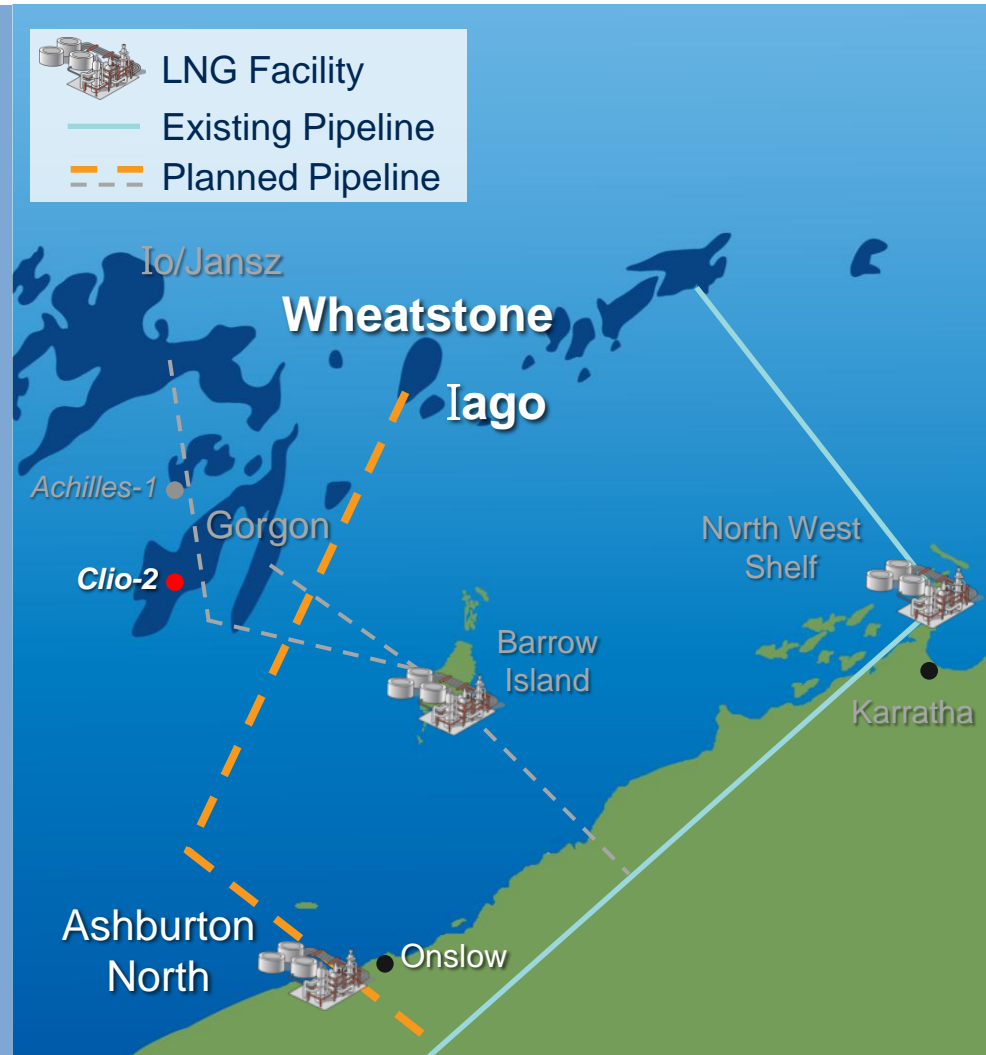 LNG Facility
Existing Pipeline
Planned Pipeline
Io/Jansz
Wheatstone
Iago
Achilles-1
Gorgon
North West
Shelf
Clio-2
Barrow
Island
Karratha
Ashburton
North
Onslow